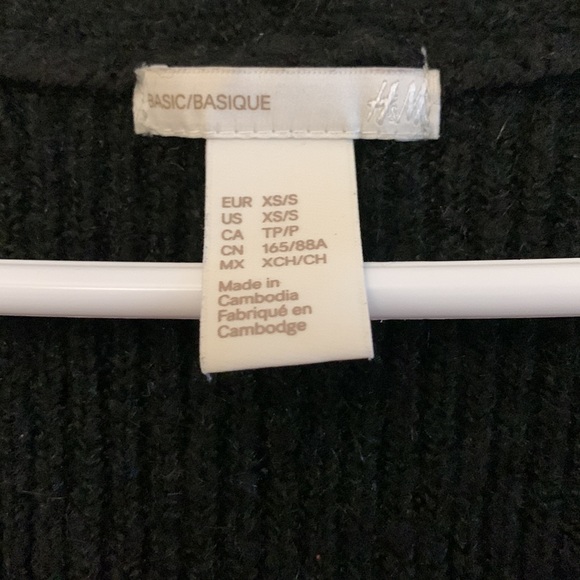 BASIC/BASIQUE H&M
EUR XS/S
US XS/S
CA TP/P
CN 165/88A
MX XCH/CH
Made in
Cambodia
Fabriqué en
Cambodge